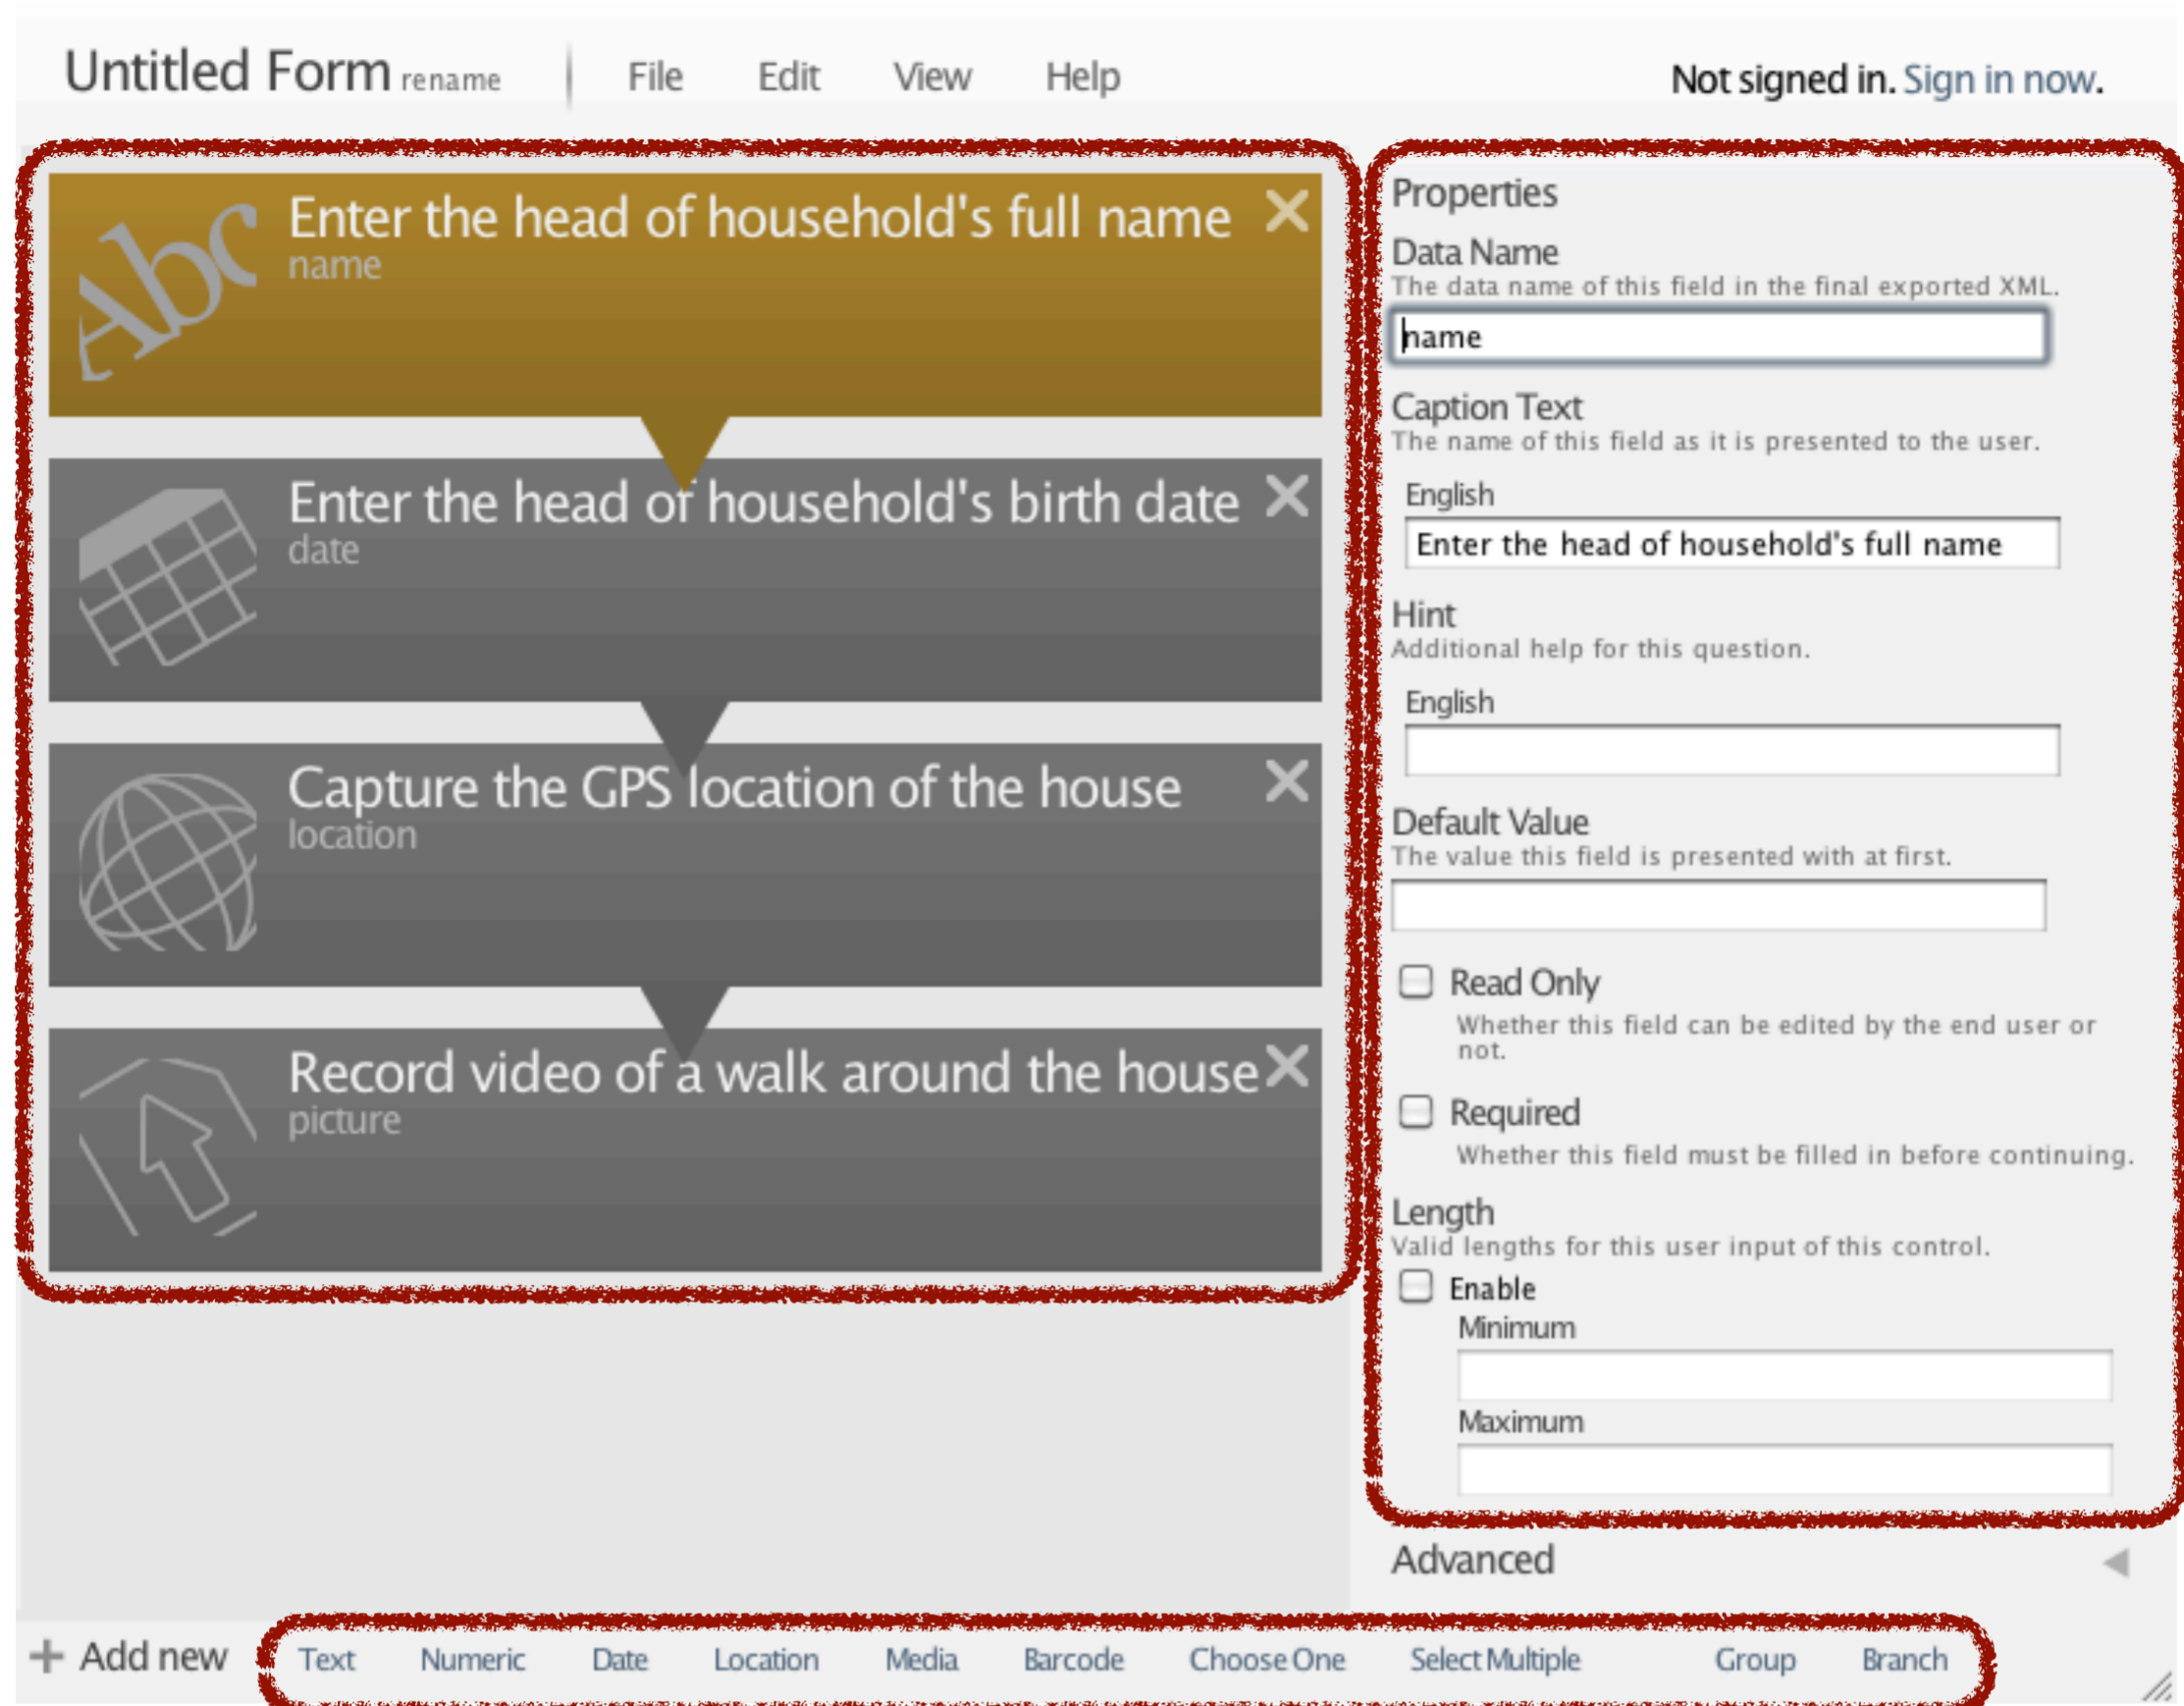 Untitled Form rename File Edit View Help Not signed in. Sign in now.
Abc
Enter the head of household's full name
name
Enter the head of household's birth date
date
Capture the GPS location of the house
location
Record video of a walk around the house
picture
Properties
Data Name
The data name of this field in the final exported XML.
name
Caption Text
The name of this field as it is presented to the user.
English
Enter the head of household's full name
Hint
Additional help for this question.
English
Default Value
The value this field is presented with at first.
Read Only
Whether this field can be edited by the end user or
not.
Required
Whether this field must be filled in before continuing.
Length
Valid lengths for this user input of this control.
Enable
Minimum
Maximum
Advanced
+ Add new Text Numeric Date Location Media Barcode Choose One Select Multiple Group Branch